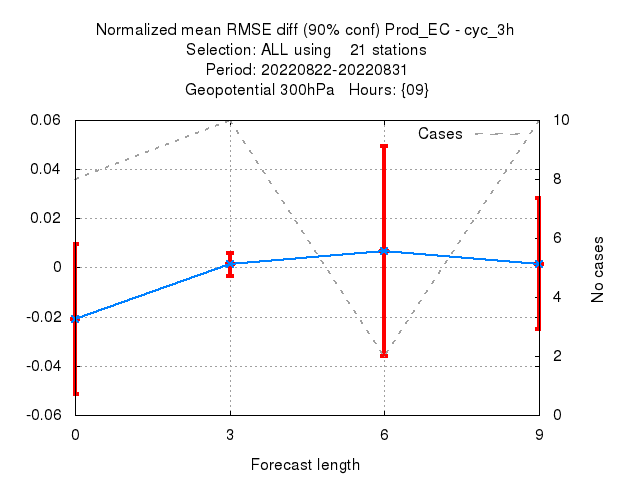 Normalized mean RMSE diff (90% conf) Prod_EC - cyc_3h
Selection: ALL using    21 stations
Period: 20220822-20220831
Geopotential 300hPa   Hours: {09}
Cases
0.06
0.04
0.02
0
-0.02
-0.04
-0.06
10
8
6
4
2
0
No cases
0
3
6
9
Forecast length